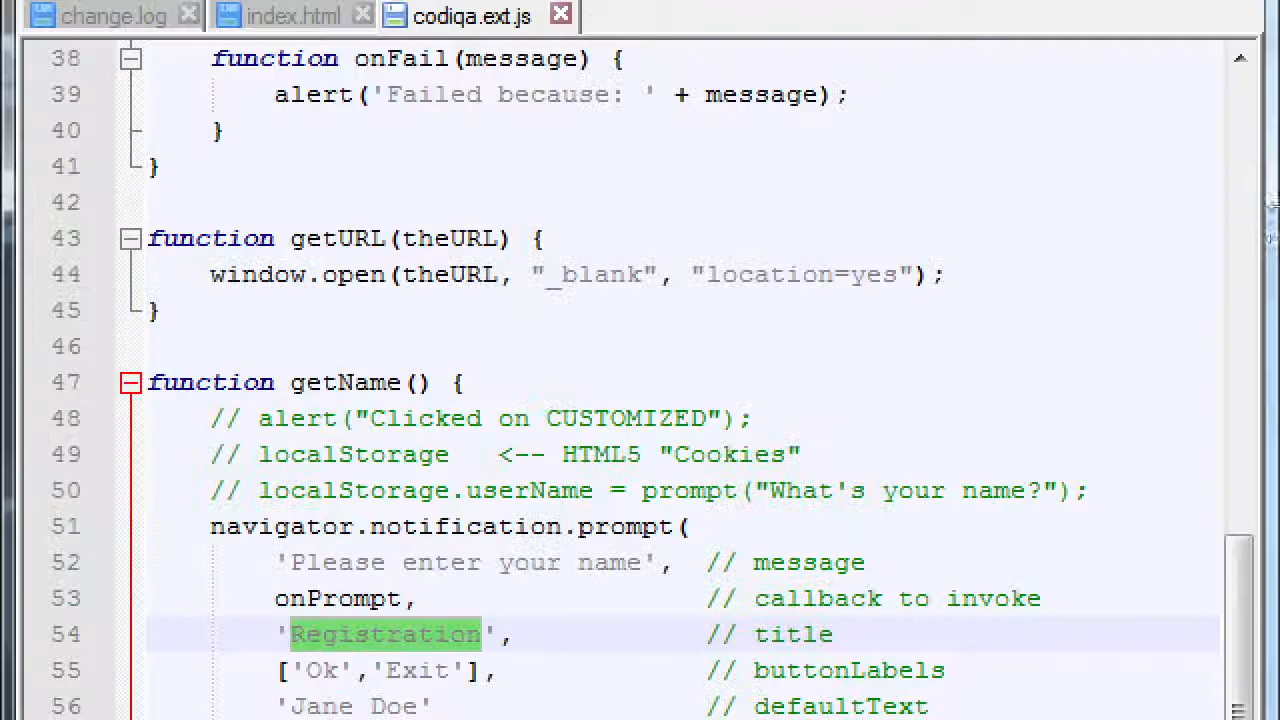 change.log index.html codiqa.ext.js
38 function onFail(message) {
39 alert('Failed because: ' + message);
40 }
41 }
42
43 function getURL(theURL) {
44 window.open(theURL, "_blank", "location=yes");
45 }
46
47 function getName() {
48 // alert("Clicked on CUSTOMIZED");
49 // localStorage <-- HTML5 "Cookies"
50 // localStorage.userName = prompt("What's your name?");
51 navigator.notification.prompt(
52 'Please enter your name', // message
53 onPrompt, // callback to invoke
54 'Registration', // title
55 ['Ok','Exit'], // buttonLabels
56 'Jane Doe' // defaultText